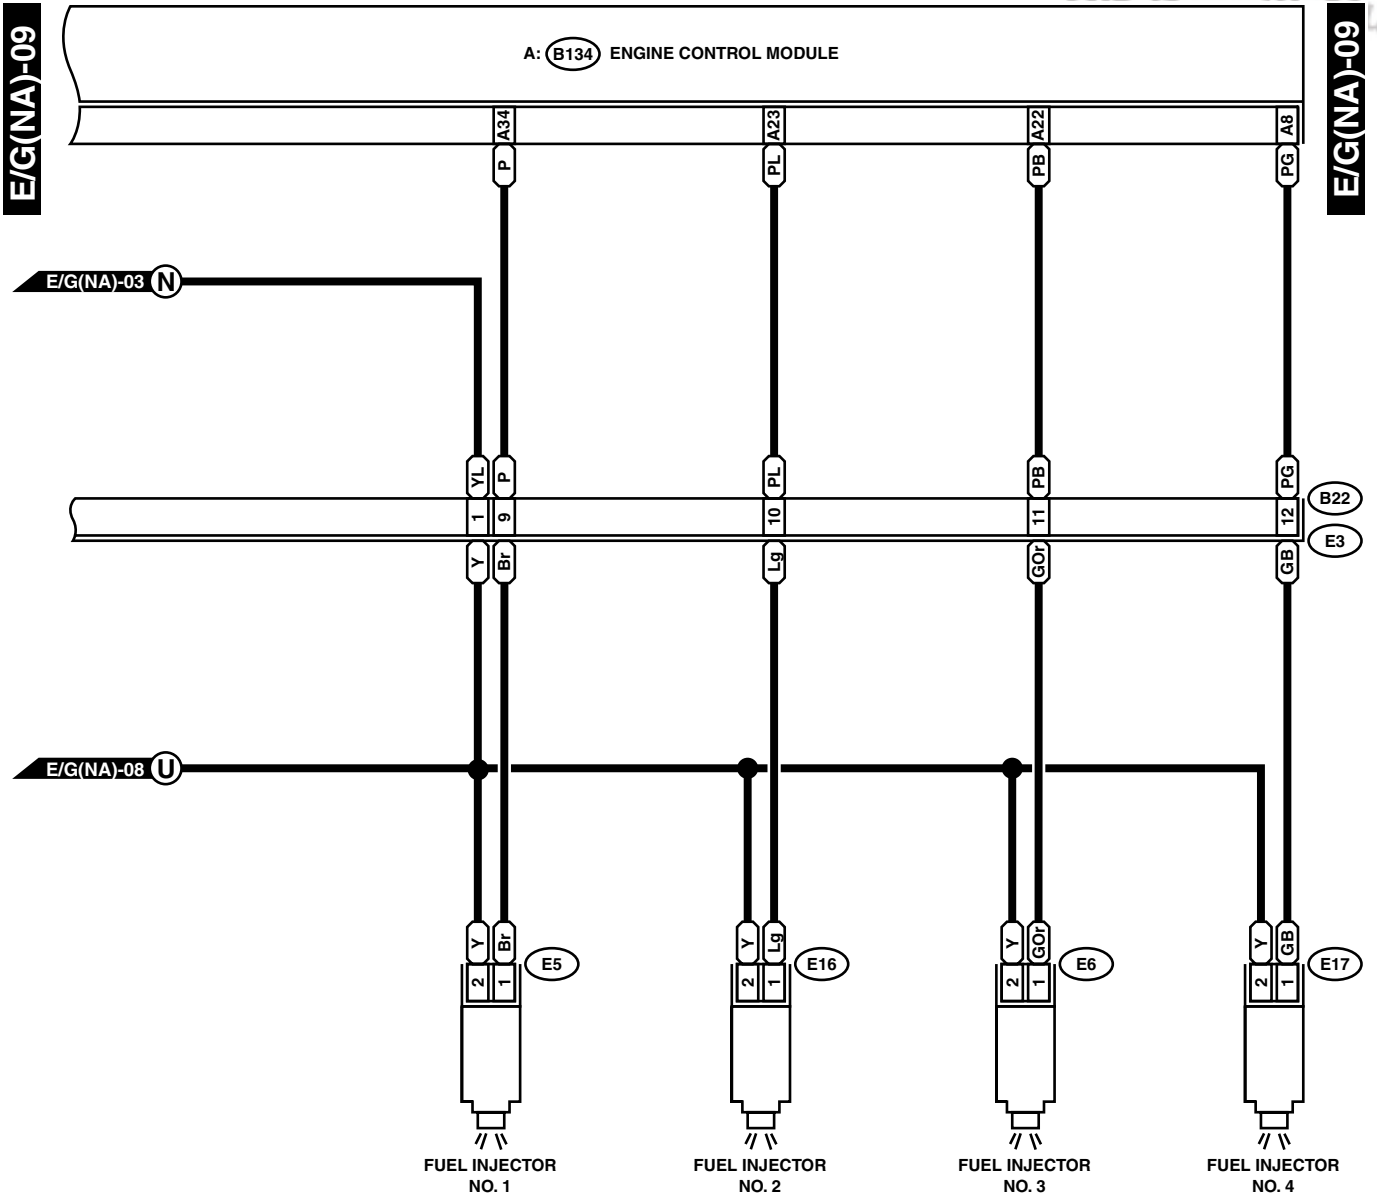 E/G(NA)-09
E/G(NA)-09
A: B134 ENGINE CONTROL MODULE
A34 A23 A22 A8
P PL PB PG
E/G(NA)-03 N
YL P PL PB PG
B22
1 9 10 11 12
E3
Y Br Lg GOr GB
E/G(NA)-08 U
Y Br Y Lg Y GOr Y GB
E5 E16 E6 E17
2 1 2 1 2 1 2 1
FUEL INJECTOR FUEL INJECTOR FUEL INJECTOR FUEL INJECTOR
NO. 1 NO. 2 NO. 3 NO. 4